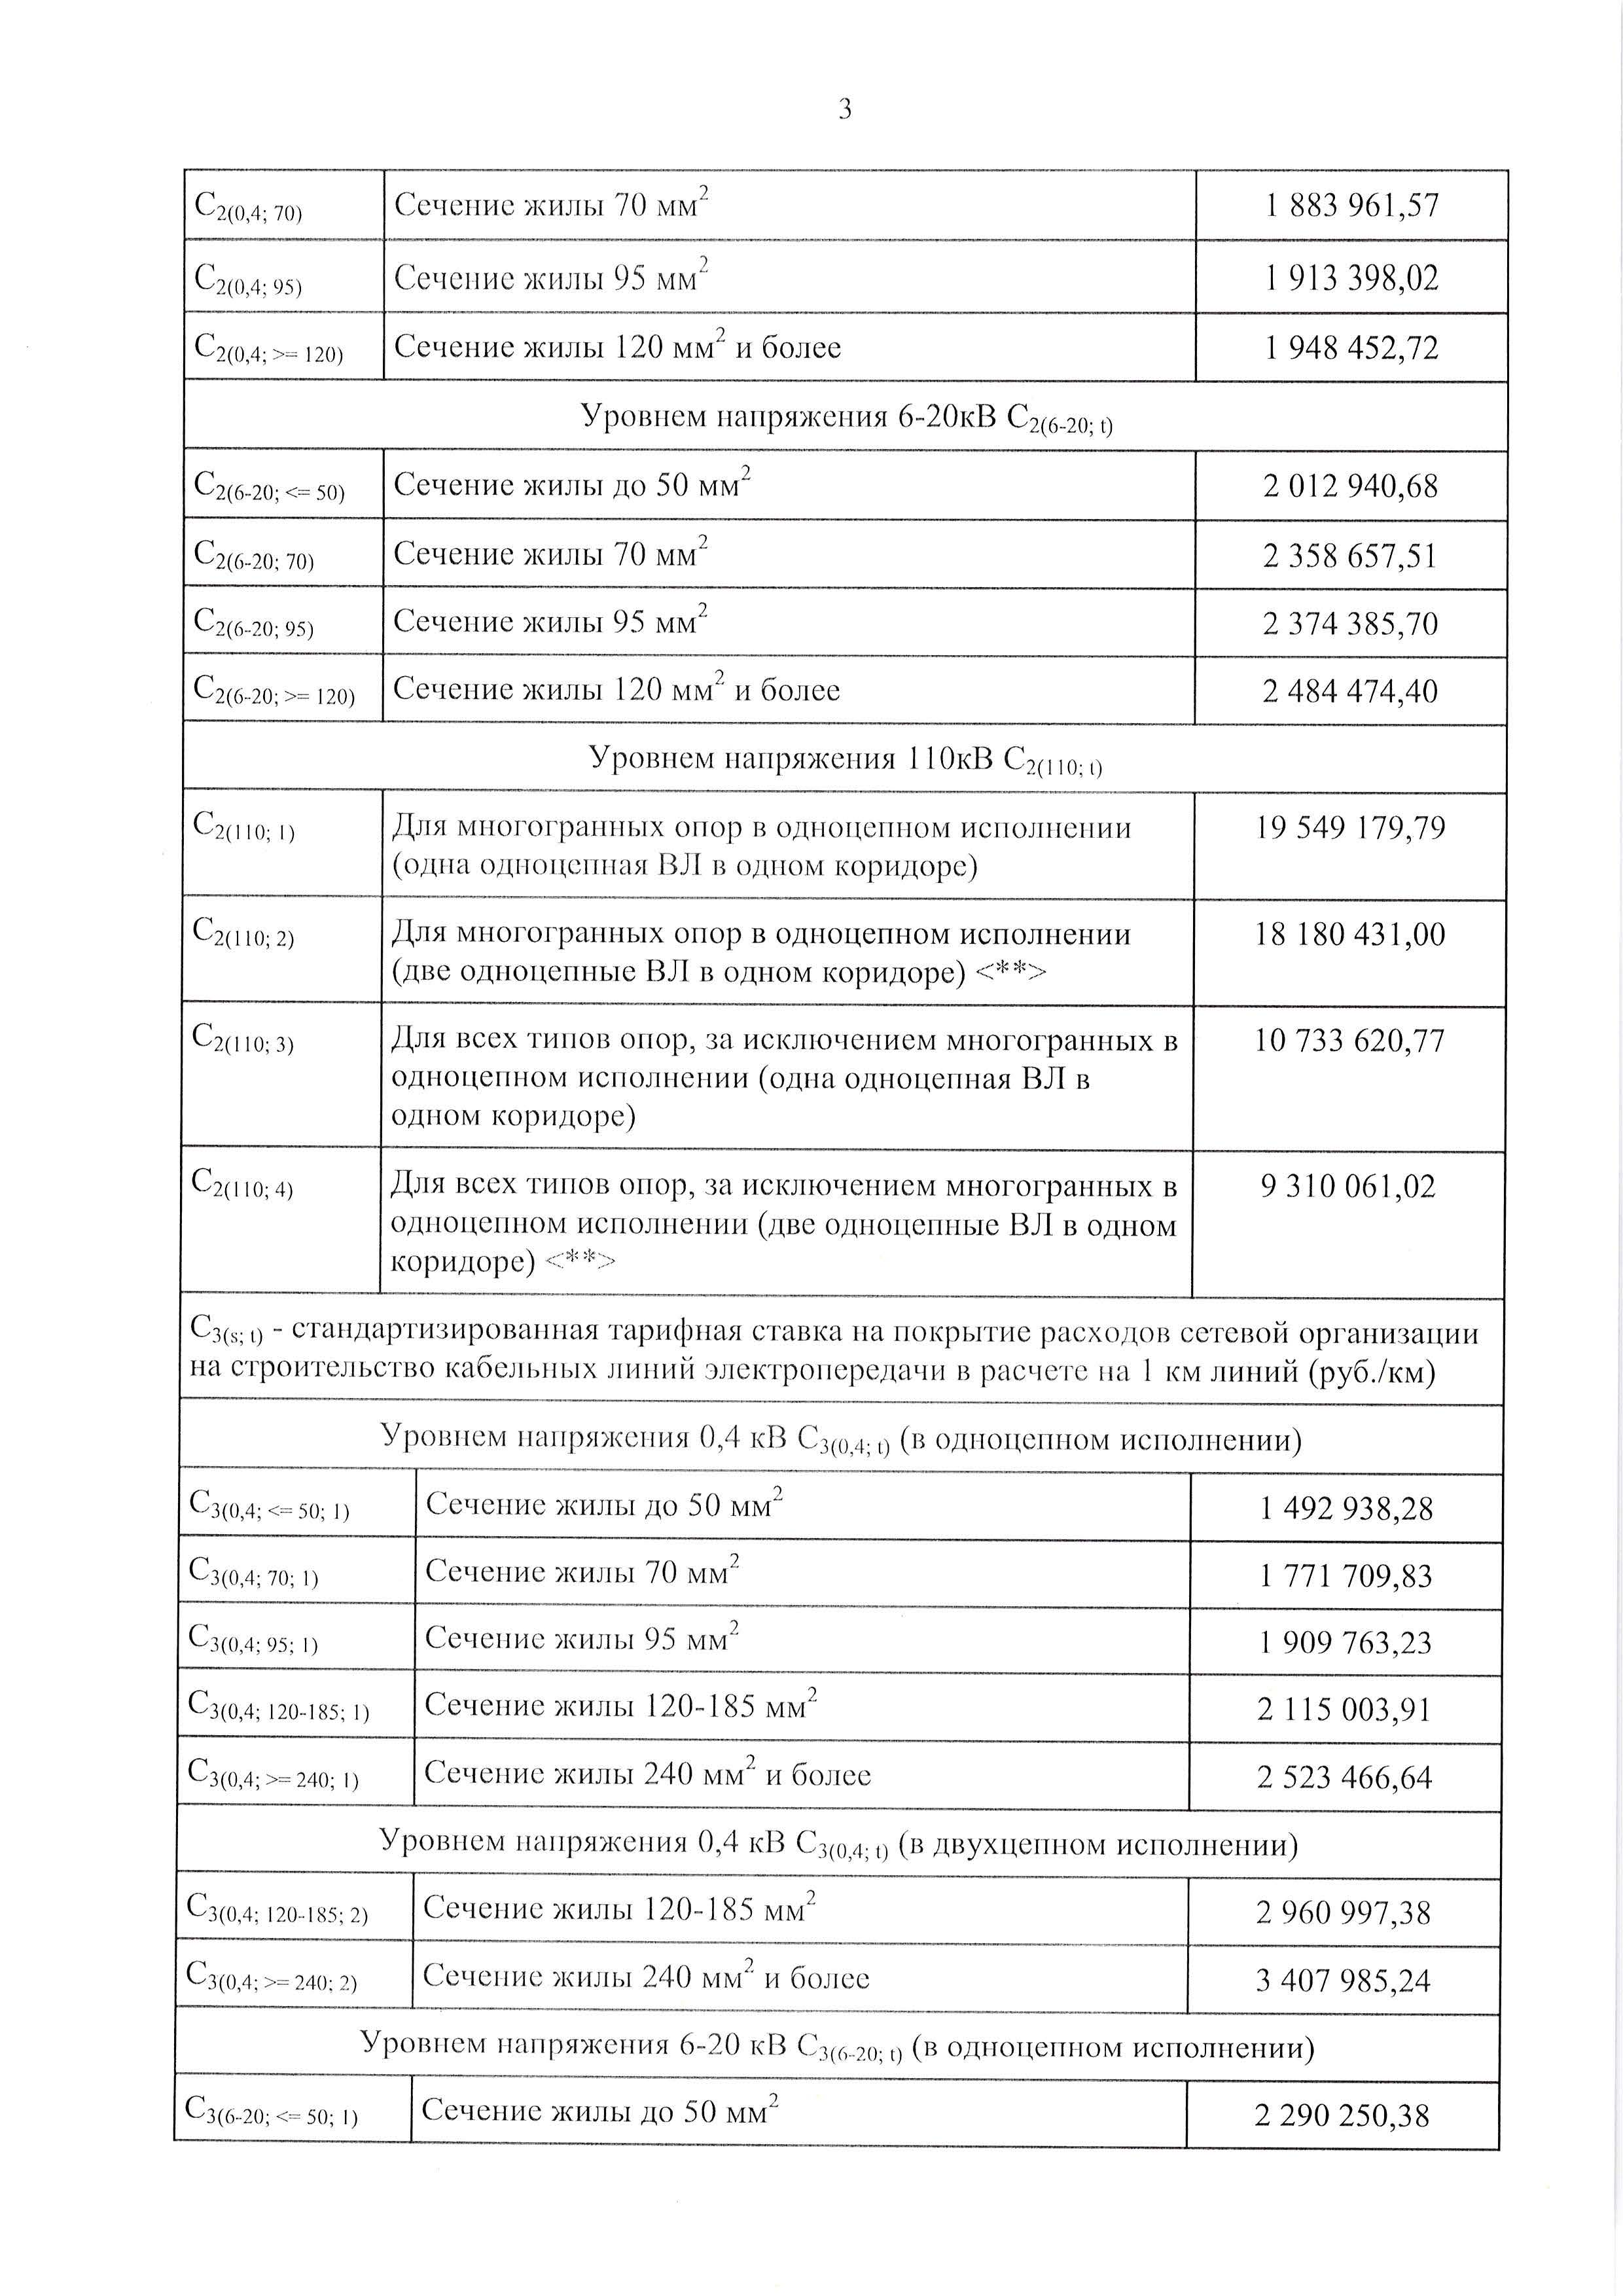 3
C2(0,4; 70) Сечение жилы 70 мм2 1 883 961,57
C2(0,4; 95) Сечение жилы 95 мм2 1 913 398,02
C2(0,4; >= 120) Сечение жилы 120 мм2 и более 1 948 452,72
Уровнем напряжения 6-20кВ C2(6-20; t)
C2(6-20; <= 50) Сечение жилы до 50 мм2 2 012 940,68
C2(6-20; 70) Сечение жилы 70 мм2 2 358 657,51
C2(6-20; 95) Сечение жилы 95 мм2 2 374 385,70
C2(6-20; >= 120) Сечение жилы 120 мм2 и более 2 484 474,40
Уровнем напряжения 110кВ C2(110; t)
C2(110; 1) Для многогранных опор в одноцепном исполнении 19 549 179,79
(одна одноцепная ВЛ в одном коридоре)
C2(110; 2) Для многогранных опор в одноцепном исполнении 18 180 431,00
(две одноцепные ВЛ в одном коридоре) <**>
C2(110; 3) Для всех типов опор, за исключением многогранных в 10 733 620,77
одноцепном исполнении (одна одноцепная ВЛ в
одном коридоре)
C2(110; 4) Для всех типов опор, за исключением многогранных в 9 310 061,02
одноцепном исполнении (две одноцепные ВЛ в одном
коридоре) <**>
C3(s; t) - стандартизированная тарифная ставка на покрытие расходов сетевой организации
на строительство кабельных линий электропередачи в расчете на 1 км линий (руб./км)
Уровнем напряжения 0,4 кВ C3(0,4; t) (в одноцепном исполнении)
C3(0,4; <= 50; 1) Сечение жилы до 50 мм2 1 492 938,28
C3(0,4; 70; 1) Сечение жилы 70 мм2 1 771 709,83
C3(0,4; 95; 1) Сечение жилы 95 мм2 1 909 763,23
C3(0,4; 120-185; 1) Сечение жилы 120-185 мм2 2 115 003,91
C3(0,4; >= 240; 1) Сечение жилы 240 мм2 и более 2 523 466,64
Уровнем напряжения 0,4 кВ C3(0,4; t) (в двухцепном исполнении)
C3(0,4; 120-185; 2) Сечение жилы 120-185 мм2 2 960 997,38
C3(0,4; >= 240; 2) Сечение жилы 240 мм2 и более 3 407 985,24
Уровнем напряжения 6-20 кВ C3(6-20; t) (в одноцепном исполнении)
C3(6-20; <= 50; 1) Сечение жилы до 50 мм2 2 290 250,38